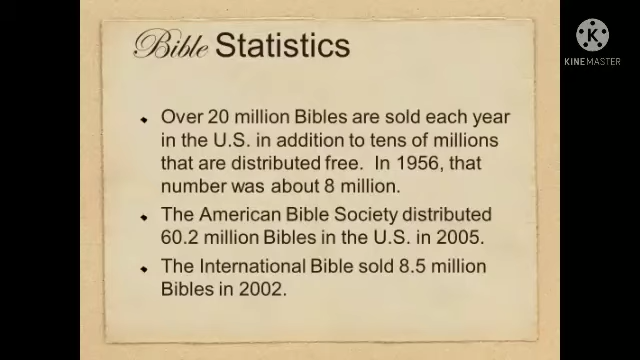 Bible Statistics
K
KINEMASTER
Over 20 million Bibles are sold each year
in the U.S. in addition to tens of millions
that are distributed free.  In 1956, that
number was about 8 million.
The American Bible Society distributed
60.2 million Bibles in the U.S. in 2005.
The International Bible sold 8.5 million
Bibles in 2002.